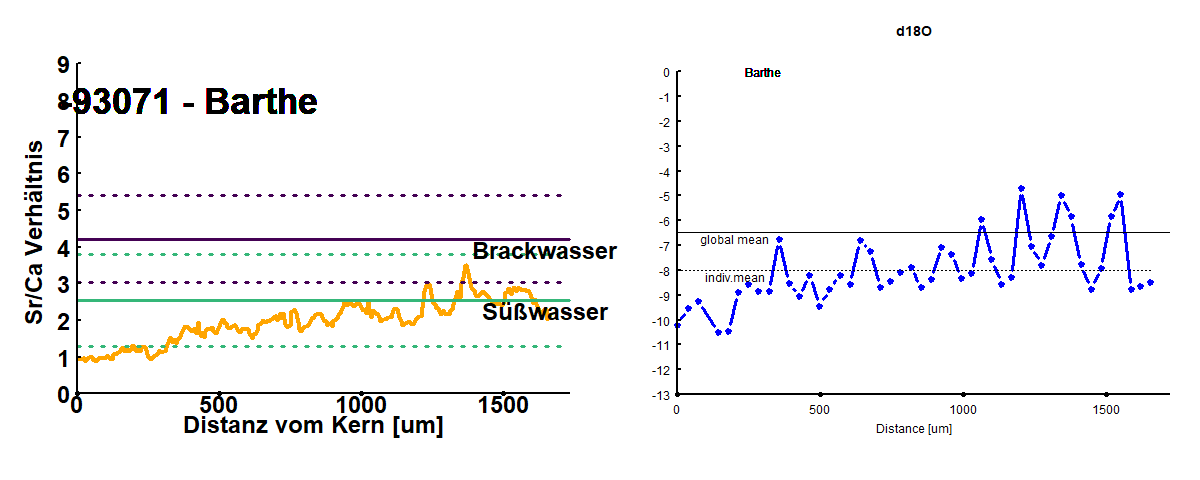 9
8
-93071 - Barthe
7
6
5
4
3
2
1
0
Sr/Ca Verhältnis
Brackwasser
Süßwasser
0 500 1000 1500
Distanz vom Kern [um]
d18O
Barthe
0
-1
-2
-3
-4
-5
-6
-7
-8
-9
-10
-11
-12
-13
global mean
indiv.mean
0 500 1000 1500
Distance [um]